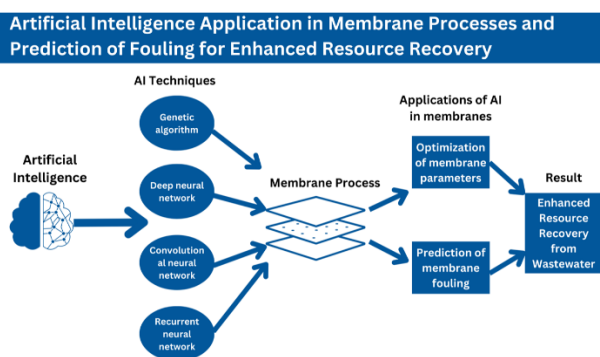 Artificial Intelligence Application in Membrane Processes and
Prediction of Fouling for Enhanced Resource Recovery
AI Techniques
Genetic
algorithm
Artificial
Intelligence
Deep neural
network
Convolution
al neural
network
Recurrent
neural
network
Membrane Process
Applications of AI
in membranes
Optimization
of membrane
parameters
Prediction of
membrane
fouling
Result
Enhanced
Resource
Recovery
from
Wastewater